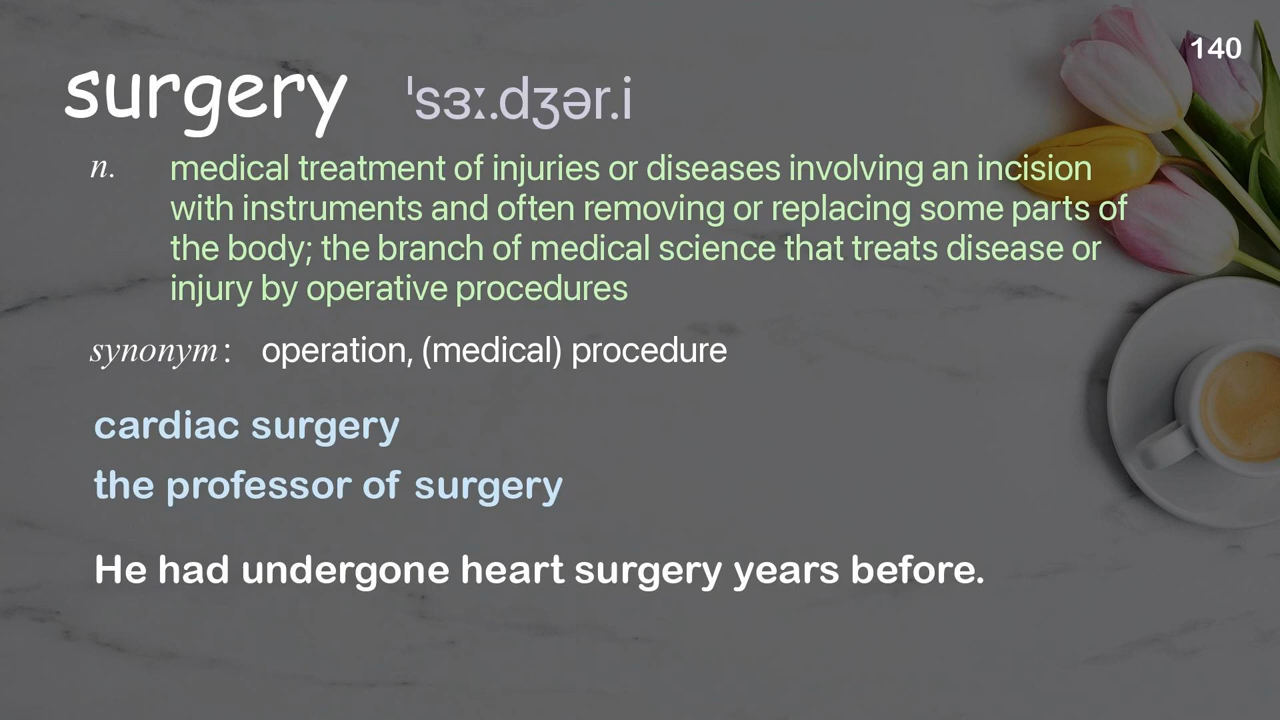 140
surgery ˈsɜː.dʒər.i
n. medical treatment of injuries or diseases involving an incision
with instruments and often removing or replacing some parts of
the body; the branch of medical science that treats disease or
injury by operative procedures
synonym: operation, (medical) procedure
cardiac surgery
the professor of surgery
He had undergone heart surgery years before.